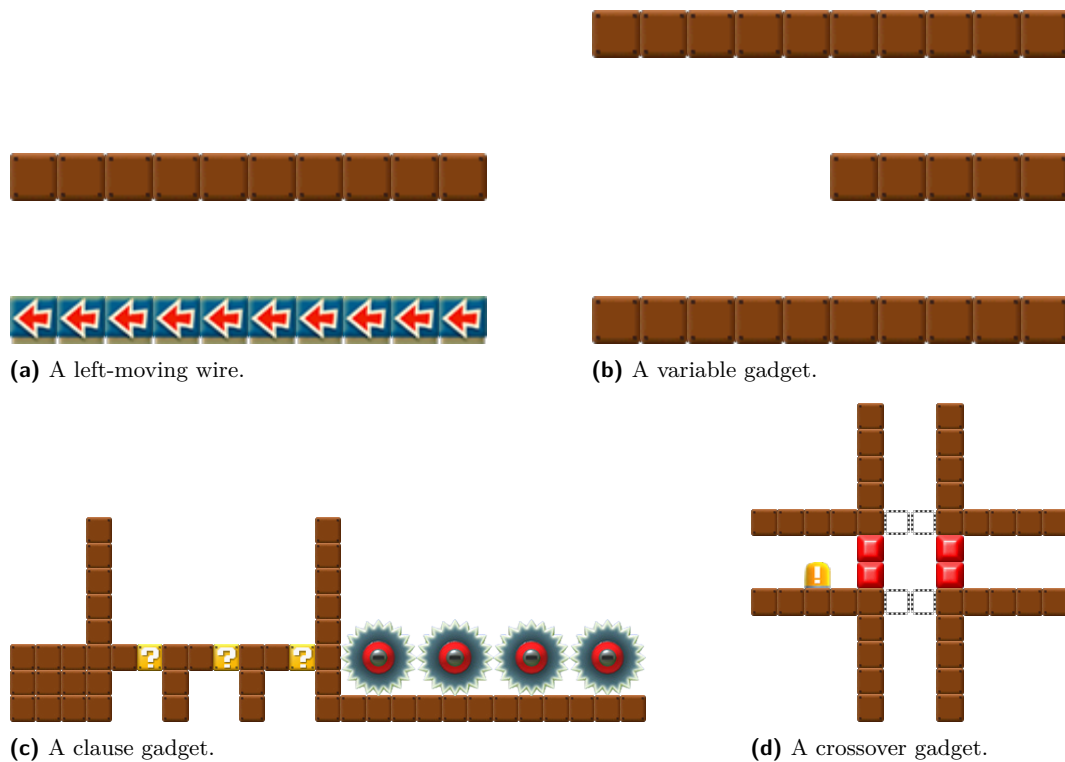 (a) A left-moving wire.
(b) A variable gadget.
? ? ?
!
(c) A clause gadget.
(d) A crossover gadget.